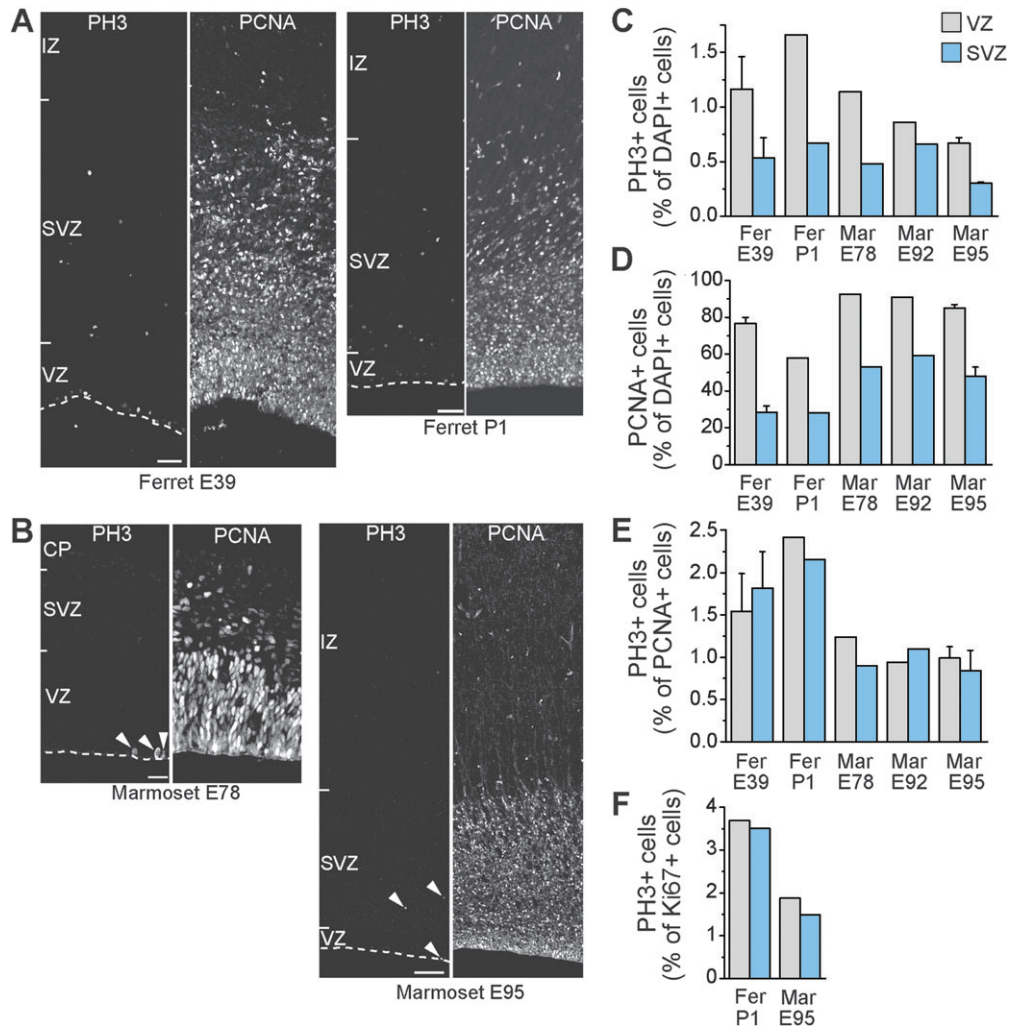 A
PH3
PCNA
IZ
SVZ
VZ
Ferret E39
PH3
PCNA
IZ
SVZ
VZ
Ferret P1
B
PH3
PCNA
CP
SVZ
VZ
Marmoset E78
PH3
PCNA
IZ
SVZ
VZ
Marmoset E95
C
VZ
SVZ
PH3+ cells
(% of DAPI+ cells)
1.5
1.0
0.5
0.0
Fer Fer Mar Mar Mar
E39 P1 E78 E92 E95
D
PCNA+ cells
(% of DAPI+ cells)
100
80
60
40
20
0
Fer Fer Mar Mar Mar
E39 P1 E78 E92 E95
E
PH3+ cells
(% of PCNA+ cells)
2.5
2.0
1.5
1.0
0.5
0.0
Fer Fer Mar Mar Mar
E39 P1 E78 E92 E95
F
PH3+ cells
(% of Ki67+ cells)
4
3
2
1
0
Fer Mar
P1 E95